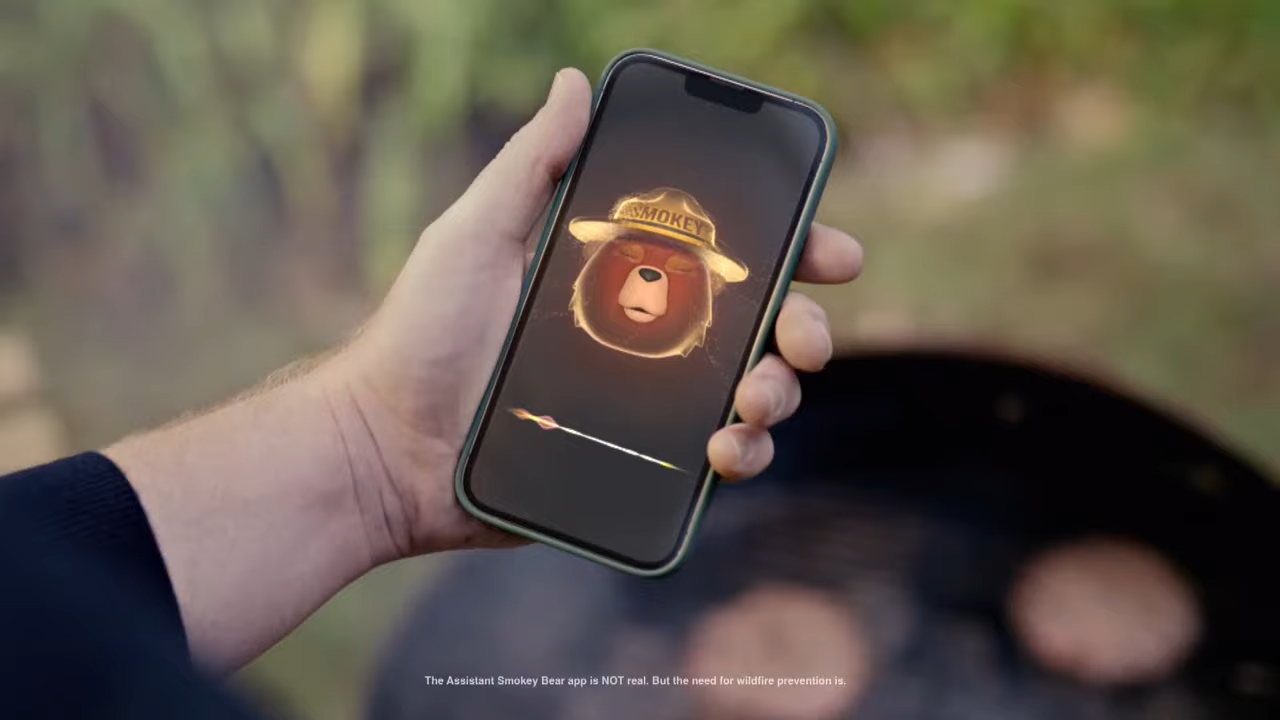 SMOKEY
The Assistant Smokey Bear app is NOT real. But the need for wildfire prevention is.